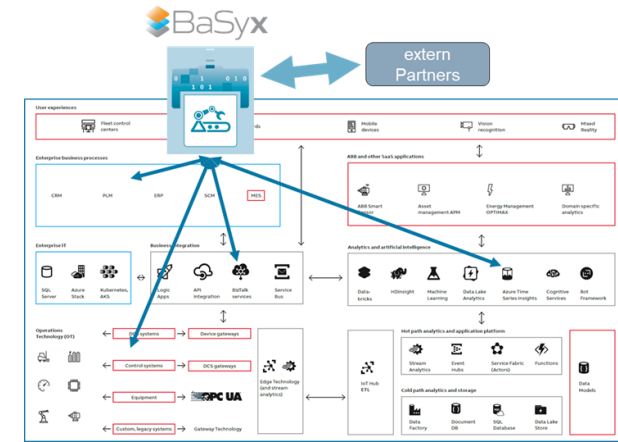 BaSyx
extern
Partners
0 1 010
101
User experiences
Fleet control
centers
Mobile
devices
Vision
recognition
Mixed
Reality
Enterprise business processes
CRM
PLM
ERP
SCM
MES
ABB and other SaaS applications
ABB Smart
Asset
management APM
Energy Management
OPTIMAX
Domain specific
analytics
Enterprise IT
SQL
Server
Azure
Stack
Kubernetes,
AKS
Business integration
Logic
Apps
API
Integration
BizTalk
services
Service
Bus
Analytics and artificial intelligence
Data-
bricks
HDInsight
Machine
Learning
Data Lake
Analytics
Azure Time
Series Insights
Cognitive
Services
Bot
Framework
Operations
Technology (OT)
systems
Device gateways
Control systems
DCS gateways
Equipment
OPC UA
Custom, legacy systems
Gateway Technology
Edge Technology
(and stream
analytics)
IoT Hub
EFL
Hot path analytics and application platform
Stream
Analytics
Event
Hubs
Service Fabric
(Actors)
Functions
Cold path analytics and storage
Data
Factory
Document
DB
SQL
Database
Data Lake
Store
Data
Models